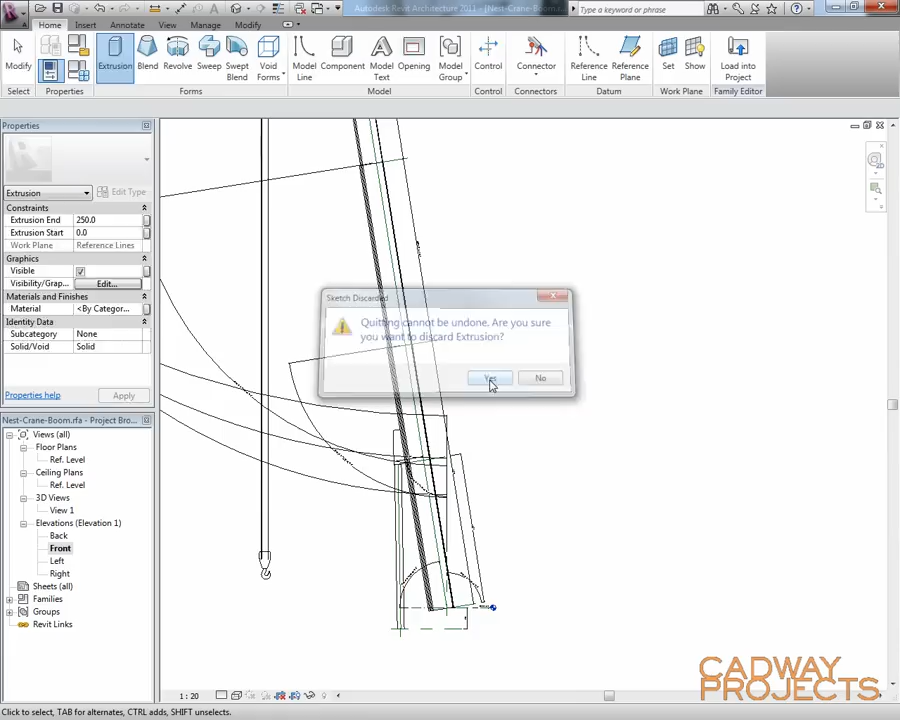 Autodesk Revit Architecture 2011 - [Nest-Crane-Boom.rfa
Type a keyword or phrase
Home Insert Annotate View Manage Modify
Modify
Extrusion Blend Revolve Sweep Swept Blend Void Forms
Model Line Component Model Text Opening Model Group
Control Connector Reference Line Reference Plane Set Show Load into Project
Select Properties Forms Model Control Connectors Datum Work Plane Family Editor
Properties
Extrusion Edit Type
Constraints
Extrusion End 250.0
Extrusion Start 0.0
Work Plane Reference Lines
Graphics
Visible
Visibility/Grap... Edit...
Materials and Finishes
Material <By Categor...
Identity Data
Subcategory None
Solid/Void Solid
Properties help Apply
Nest-Crane-Boom.rfa - Project Bro...
Views (all)
Floor Plans
Ref. Level
Ceiling Plans
Ref. Level
3D Views
View 1
Elevations (Elevation 1)
Back
Front
Left
Right
Sheets (all)
Families
Groups
Revit Links
Sketch Discarded
Quitting cannot be undone. Are you sure
you want to discard Extrusion?
Yes No
1 : 20
Click to select, TAB for alternates, CTRL adds, SHIFT unselects.
CADWAY
PROJECTS